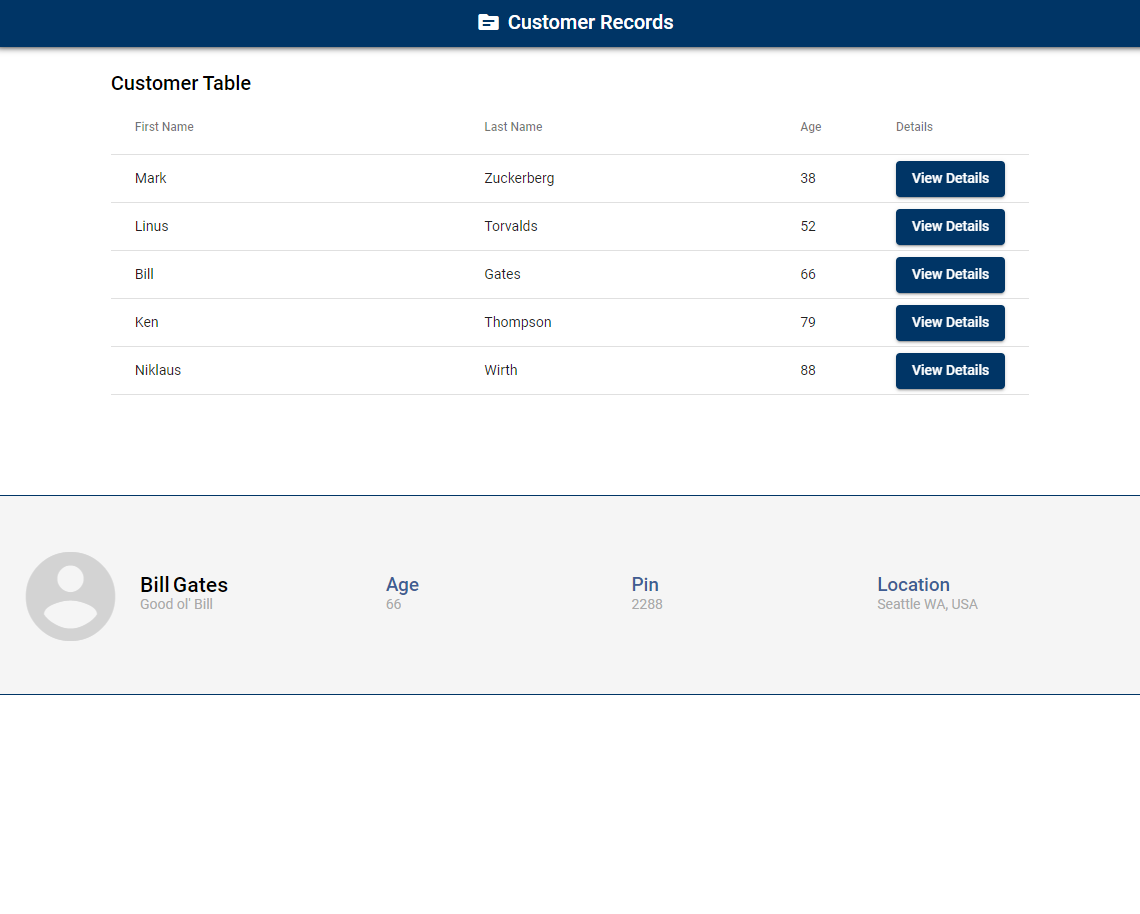 Customer Records
Customer Table
First Name Last Name Age Details
Mark Zuckerberg 38 View Details
Linus Torvalds 52 View Details
Bill Gates 66 View Details
Ken Thompson 79 View Details
Niklaus Wirth 88 View Details
Bill Gates Age Pin Location
Good ol' Bill 66 2288 Seattle WA, USA